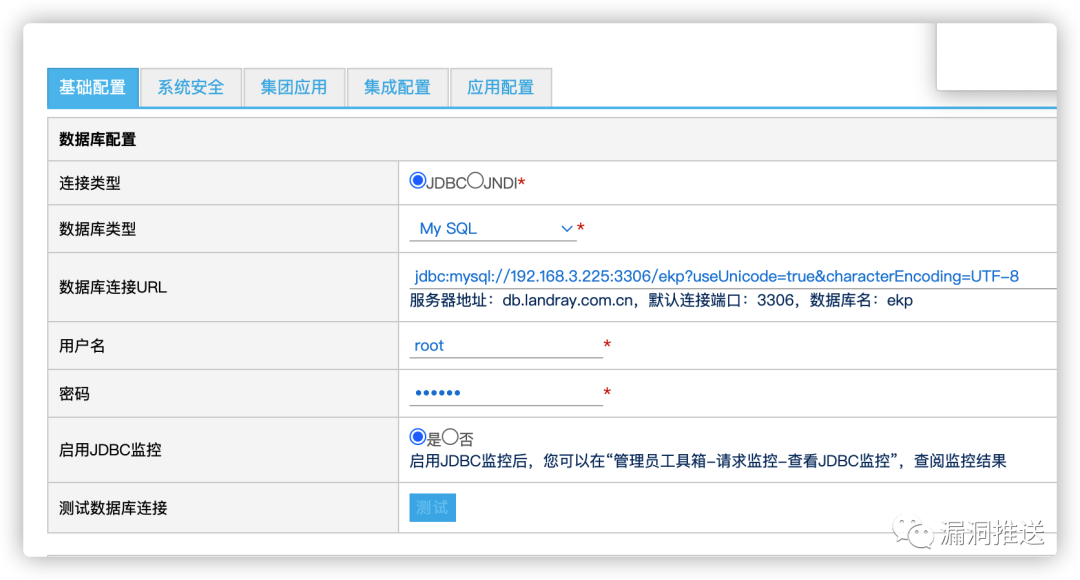 基础配置 系统安全 集团应用 集成配置 应用配置
数据库配置
连接类型 JDBC JNDI*
数据库类型 My SQL *
数据库连接URL jdbc:mysql://192.168.3.225:3306/ekp?useUnicode=true&characterEncoding=UTF-8
服务器地址：db.landray.com.cn，默认连接端口：3306，数据库名：ekp
用户名 root *
密码 •••••• *
启用JDBC监控 是 否
启用JDBC监控后，您可以在“管理员工具箱-请求监控-查看JDBC监控”，查阅监控结果
测试数据库连接 测试
漏洞推送